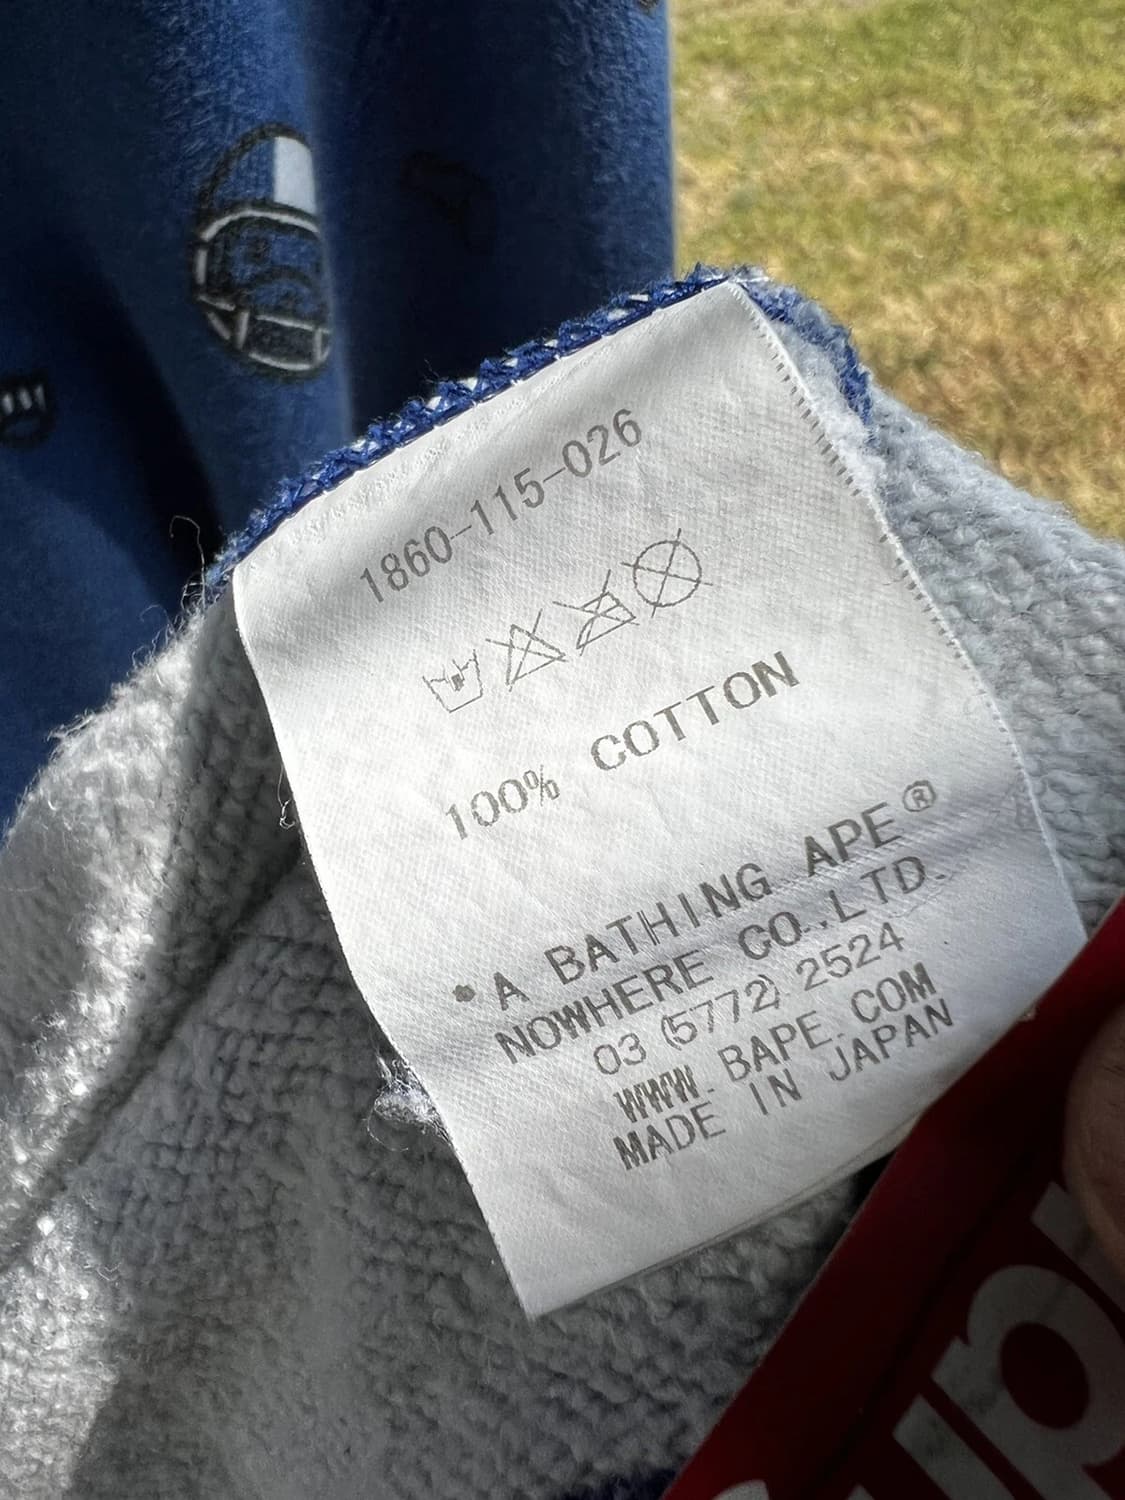 1860-115-026
100% COTTON
•A BATHING APE®
NOWHERE CO.,LTD.
03 (5772) 2524
WWW.BAPE.COM
MADE IN JAPAN
up